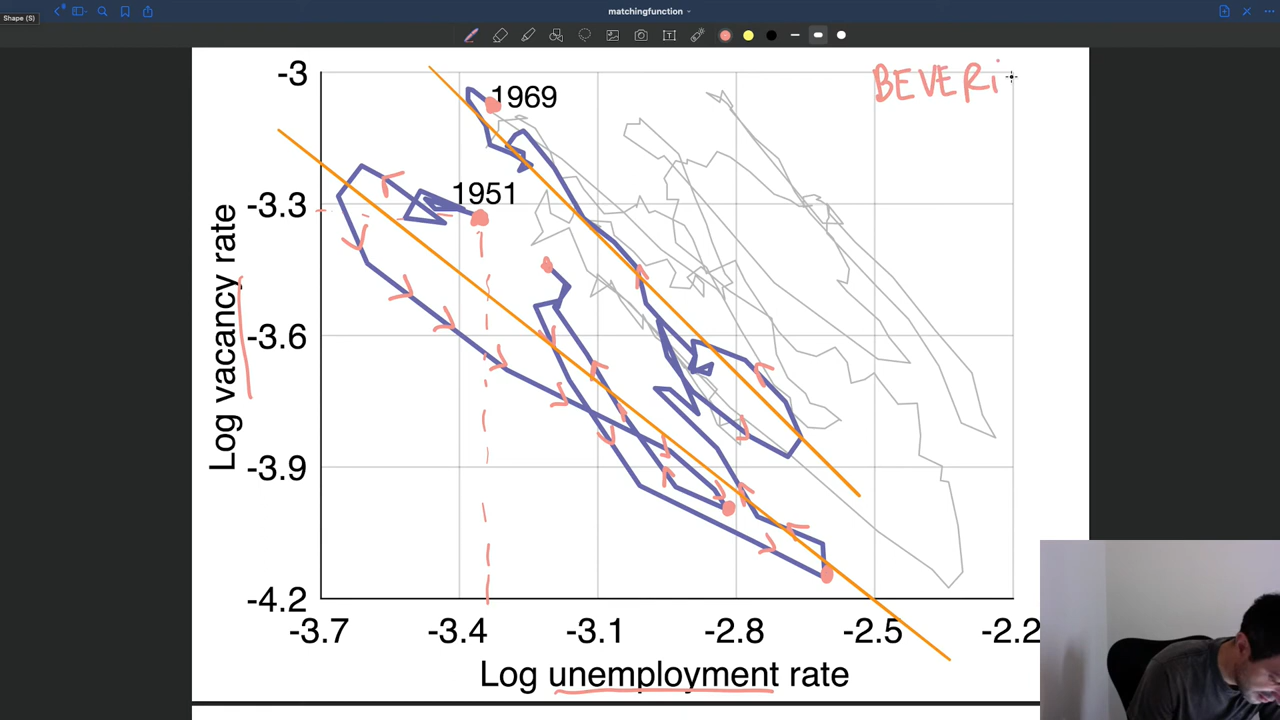 Shape (S)
matchingfunction
BEVERi
-3
1969
1951
-3.3
-3.6
-3.9
-4.2
Log vacancy rate
-3.7 -3.4 -3.1 -2.8 -2.5 -2.2
Log unemployment rate